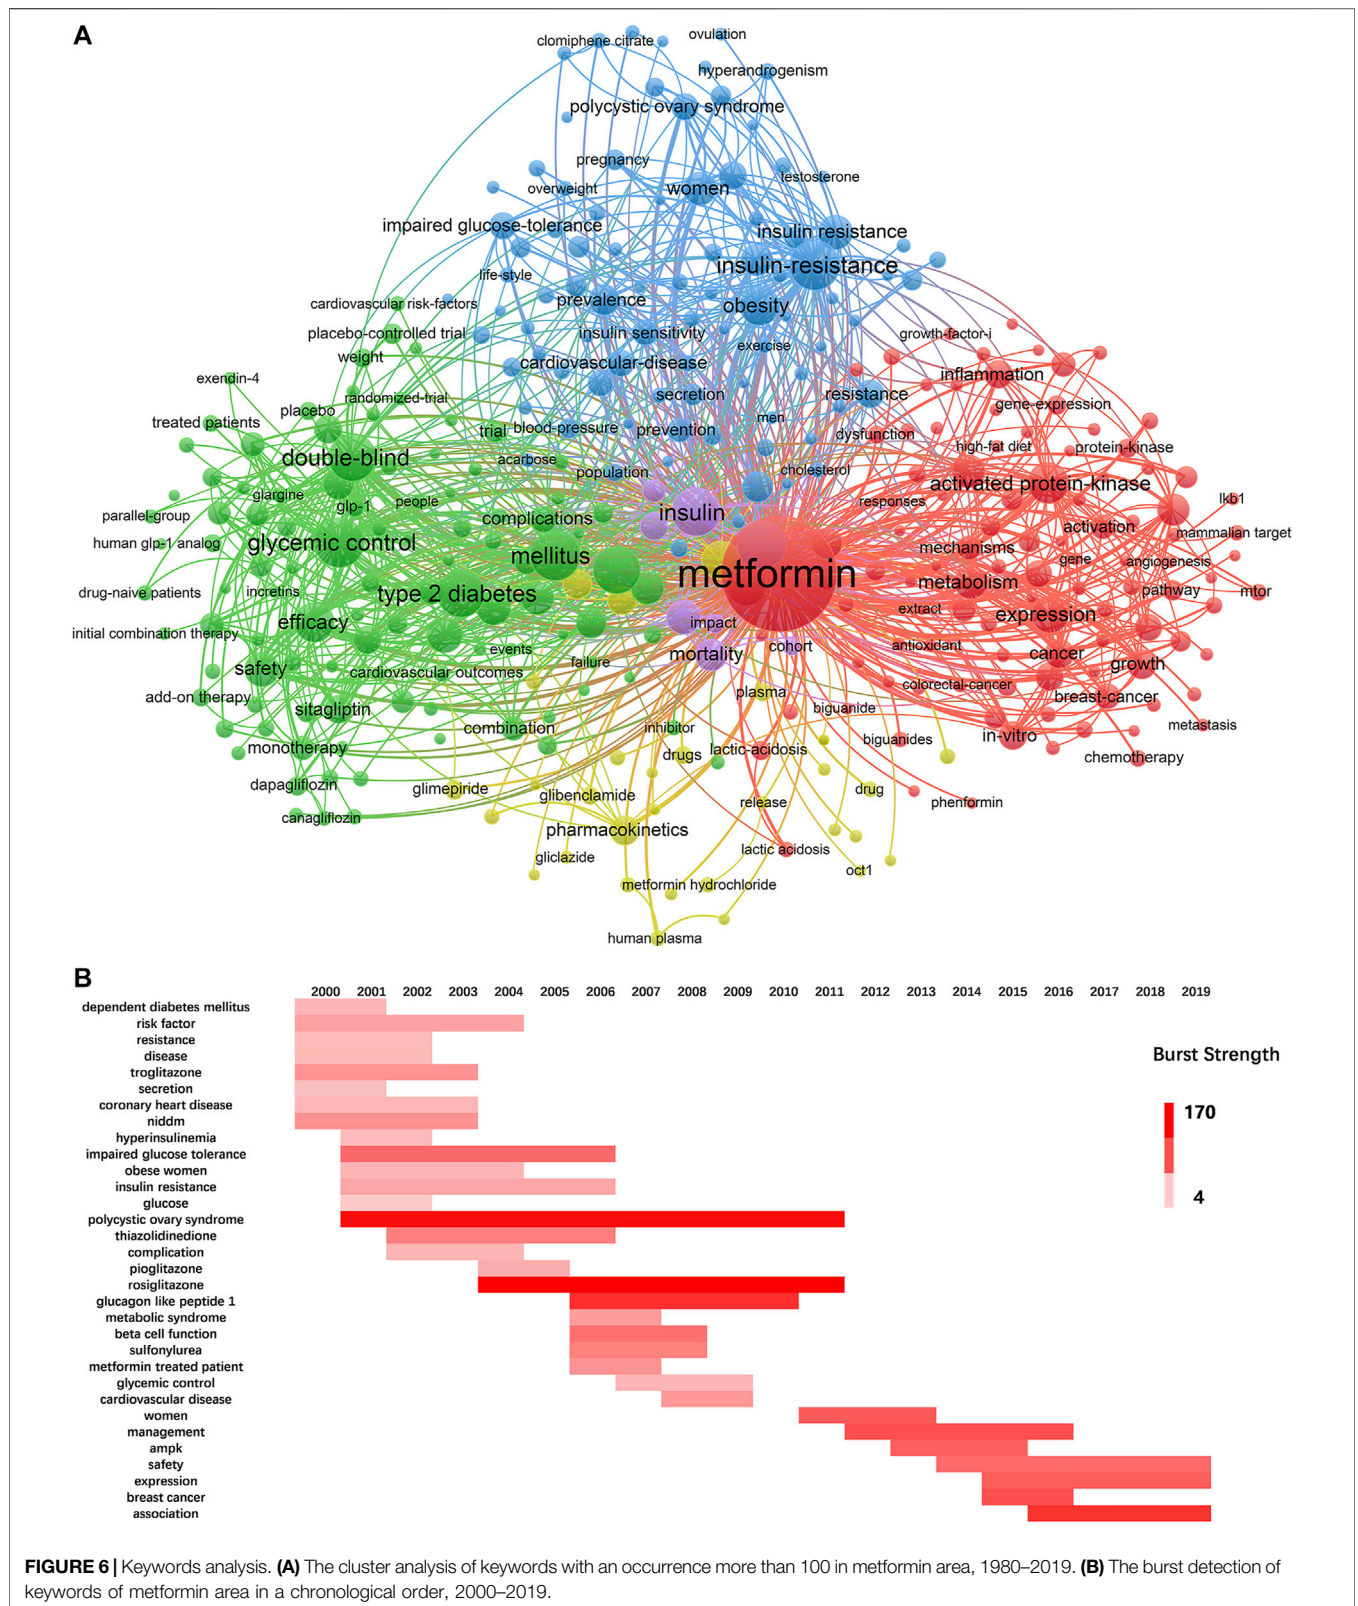 A
clomiphene citrate
ovulation
hyperandrogenism
polycystic ovary syndrome
pregnancy
testosterone
overweight
women
impaired glucose-tolerance
insulin resistance
insulin-resistance
life-style
prevalence
obesity
cardiovascular risk-factors
placebo-controlled trial
insulin sensitivity
growth-factor-i
weight
exercise
cardiovascular-disease
exendin-4
inflammation
randomized-trial
secretion
resistance
gene-expression
placebo
treated patients
trial
blood-pressure
prevention
men
dysfunction
high-fat diet
protein-kinase
double-blind
acarbose
population
cholesterol
activated protein-kinase
glargine
glp-1
people
responses
lkb1
parallel-group
complications
insulin
activation
mammalian target
human glp-1 analog
glycemic control
mellitus
mechanisms
gene
angiogenesis
metformin
drug-naive patients
incretins
type 2 diabetes
metabolism
pathway
mtor
extract
expression
initial combination therapy
efficacy
impact
events
failure
mortality
cohort
antioxidant
cancer
growth
safety
cardiovascular outcomes
colorectal-cancer
add-on therapy
plasma
breast-cancer
sitagliptin
biguanide
combination
inhibitor
metastasis
monotherapy
drugs
lactic-acidosis
biguanides
in-vitro
chemotherapy
dapagliflozin
glimepiride
glibenclamide
release
drug
phenformin
canagliflozin
pharmacokinetics
lactic acidosis
gliclazide
oct1
metformin hydrochloride
human plasma
B
2000 2001 2002 2003 2004 2005 2006 2007 2008 2009 2010 2011 2012 2013 2014 2015 2016 2017 2018 2019
dependent diabetes mellitus
risk factor
resistance
disease
troglitazone
secretion
coronary heart disease
niddm
hyperinsulinemia
impaired glucose tolerance
obese women
insulin resistance
glucose
polycystic ovary syndrome
thiazolidinedione
complication
pioglitazone
rosiglitazone
glucagon like peptide 1
metabolic syndrome
beta cell function
sulfonylurea
metformin treated patient
glycemic control
cardiovascular disease
women
management
ampk
safety
expression
breast cancer
association
Burst Strength
170
4
FIGURE 6 | Keywords analysis. (A) The cluster analysis of keywords with an occurrence more than 100 in metformin area, 1980–2019. (B) The burst detection of
keywords of metformin area in a chronological order, 2000–2019.